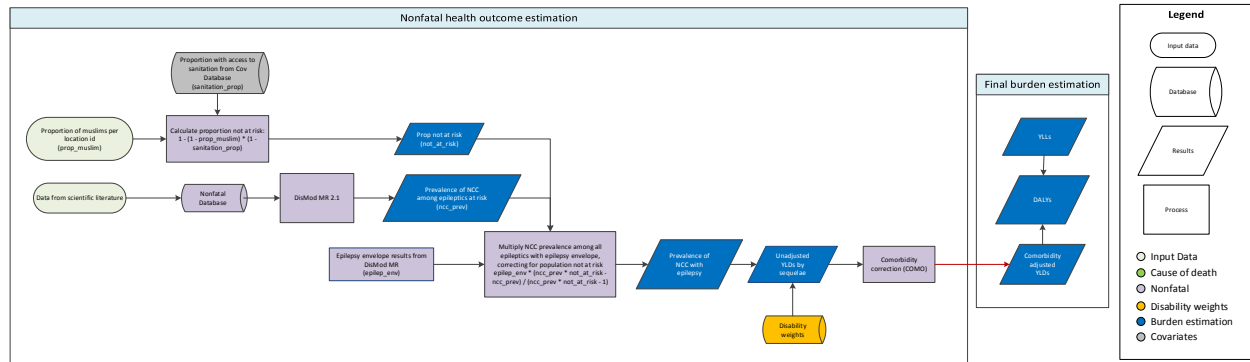 Nonfatal health outcome estimation
Proportion with access to
sanitation from Cov
Database
(sanitation_prop)
Proportion of muslims per
location id
(prop_muslim)
Calculate proportion not at risk:
1 - (1 - prop_muslim) * (1 -
sanitation_prop)
Prop not at risk
(not_at_risk)
Data from scientific literature
Nonfatal
Database
DisMod MR 2.1
Prevalence of NCC
among epileptics at risk
(ncc_prev)
Epilepsy envelope results from
DisMod MR
(epilep_env)
Multiply NCC prevalence among all
epileptics with epilepsy envelope,
correcting for population not at risk
epilep_env * (ncc_prev * not_at_risk -
ncc_prev) / (ncc_prev * not_at_risk - 1)
Prevalence of
NCC with
epilepsy
Unadjusted
YLDs by
sequelae
Comorbidity
correction (COMO)
Disability
weights
Final burden estimation
YLLs
DALYs
Comorbidity
adjusted
YLDs
Legend
Input data
Database
Results
Process
Input Data
Cause of death
Nonfatal
Disability weights
Burden estimation
Covariates